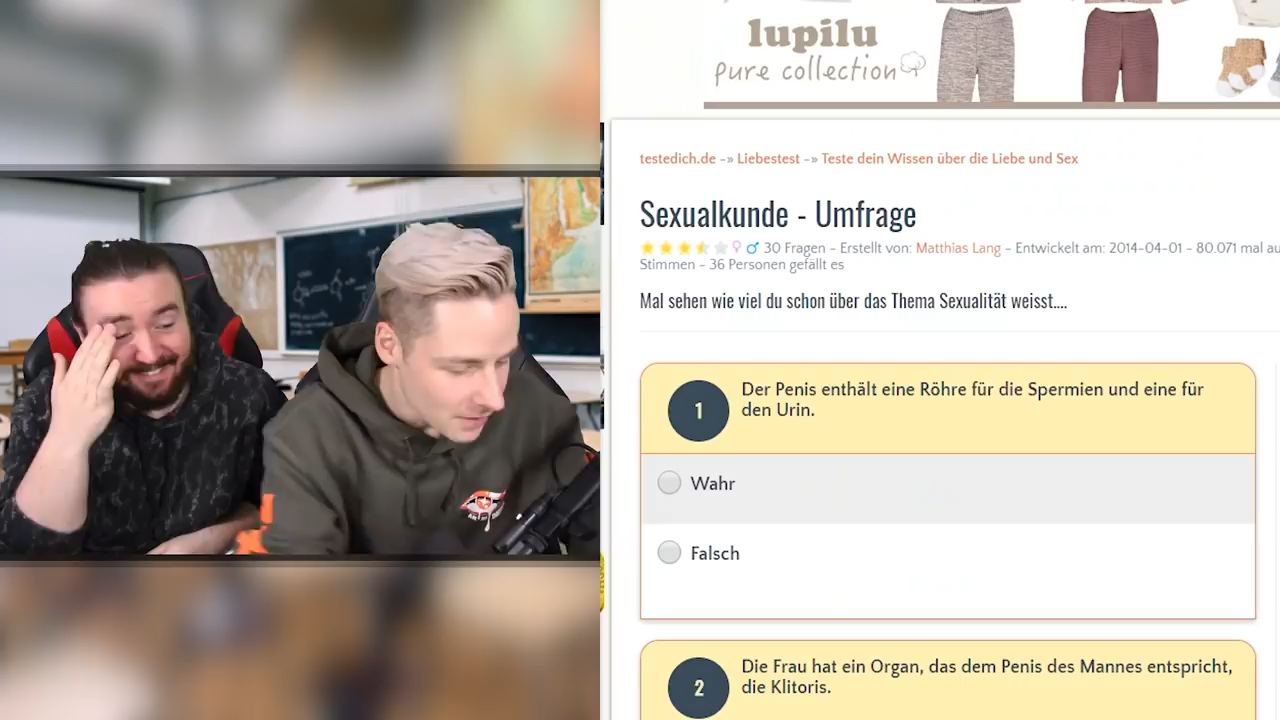 lupilu
pure collection
testedich.de -» Liebestest -» Teste dein Wissen über die Liebe und Sex
Sexualkunde - Umfrage
30 Fragen - Erstellt von: Matthias Lang - Entwickelt am: 2014-04-01 - 80.071 mal au
Stimmen - 36 Personen gefällt es
Mal sehen wie viel du schon über das Thema Sexualität weisst....
1
Der Penis enthält eine Röhre für die Spermien und eine für
den Urin.
Wahr
Falsch
2
Die Frau hat ein Organ, das dem Penis des Mannes entspricht,
die Klitoris.